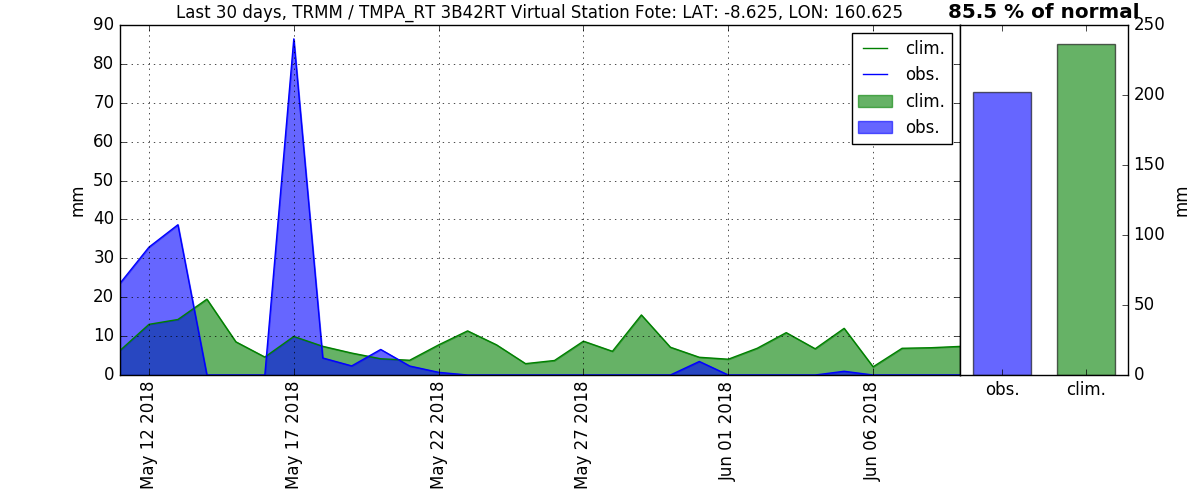 Last 30 days, TRMM / TMPA_RT 3B42RT Virtual Station Fote: LAT: -8.625, LON: 160.625
85.5 % of normal
90
80
70
60
50
40
30
20
10
0
mm
clim.
obs.
clim.
obs.
250
200
150
100
50
0
mm
obs.
clim.
May 12 2018
May 17 2018
May 22 2018
May 27 2018
Jun 01 2018
Jun 06 2018